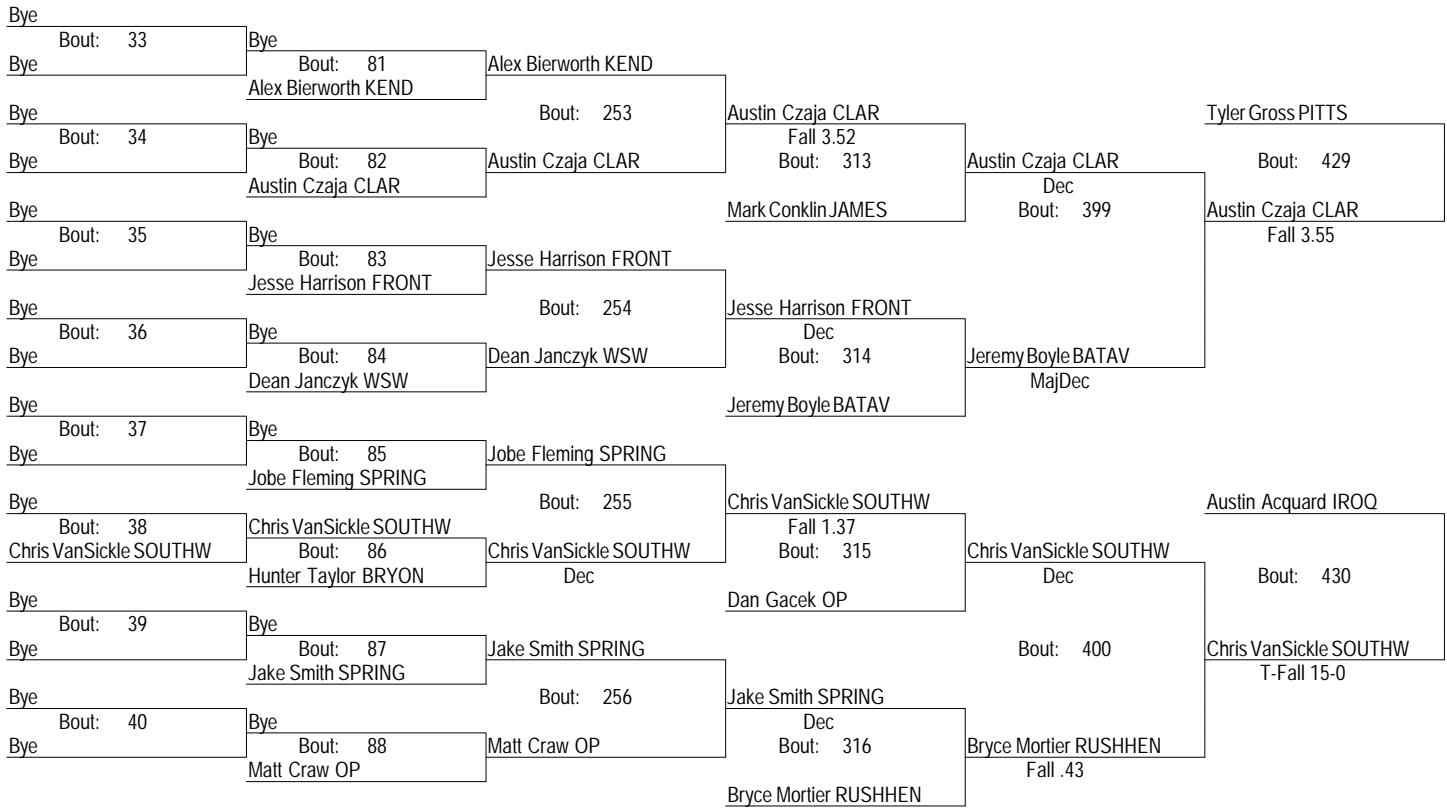 Bye
Bout: 33
Bye
Bye
Bout: 81
Alex Bierworth KEND
Alex Bierworth KEND
Bye
Bout: 34
Bye
Bye
Bout: 82
Austin Czaja CLAR
Bout: 253
Austin Czaja CLAR
Austin Czaja CLAR
Fall 3.52
Bout: 313
Mark Conklin JAMES
Austin Czaja CLAR
Dec
Bout: 399
Tyler Gross PITTS
Bout: 429
Austin Czaja CLAR
Fall 3.55
Bye
Bout: 35
Bye
Bye
Bout: 83
Jesse Harrison FRONT
Jesse Harrison FRONT
Bout: 254
Bye
Bout: 36
Bye
Bye
Bout: 84
Dean Janczyk WSW
Dean Janczyk WSW
Jesse Harrison FRONT
Dec
Bout: 314
Jeremy Boyle BATAV
Jeremy Boyle BATAV
MajDec
Bye
Bout: 37
Bye
Bye
Bout: 85
Jobe Fleming SPRING
Jobe Fleming SPRING
Bout: 255
Bye
Bout: 38
Chris VanSickle SOUTHW
Chris VanSickle SOUTHW
Bout: 86
Hunter Taylor BRYON
Chris VanSickle SOUTHW
Dec
Chris VanSickle SOUTHW
Fall 1.37
Bout: 315
Dan Gacek OP
Chris VanSickle SOUTHW
Dec
Bout: 400
Austin Acquard IROQ
Bout: 430
Chris VanSickle SOUTHW
T-Fall 15-0
Bye
Bout: 39
Bye
Bye
Bout: 87
Jake Smith SPRING
Jake Smith SPRING
Bout: 256
Bye
Bout: 40
Bye
Bye
Bout: 88
Matt Craw OP
Matt Craw OP
Jake Smith SPRING
Dec
Bout: 316
Bryce Mortier RUSHHEN
Bryce Mortier RUSHHEN
Fall .43